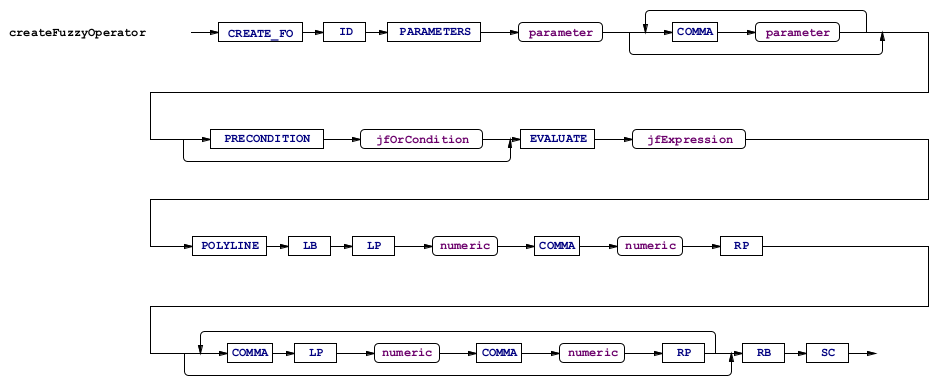 createFuzzyOperator CREATE_FO ID PARAMETERS parameter COMMA parameter
PRECONDITION jfOrCondition EVALUATE jfExpression
POLYLINE LB LP numeric COMMA numeric RP
COMMA LP numeric COMMA numeric RP RB SC